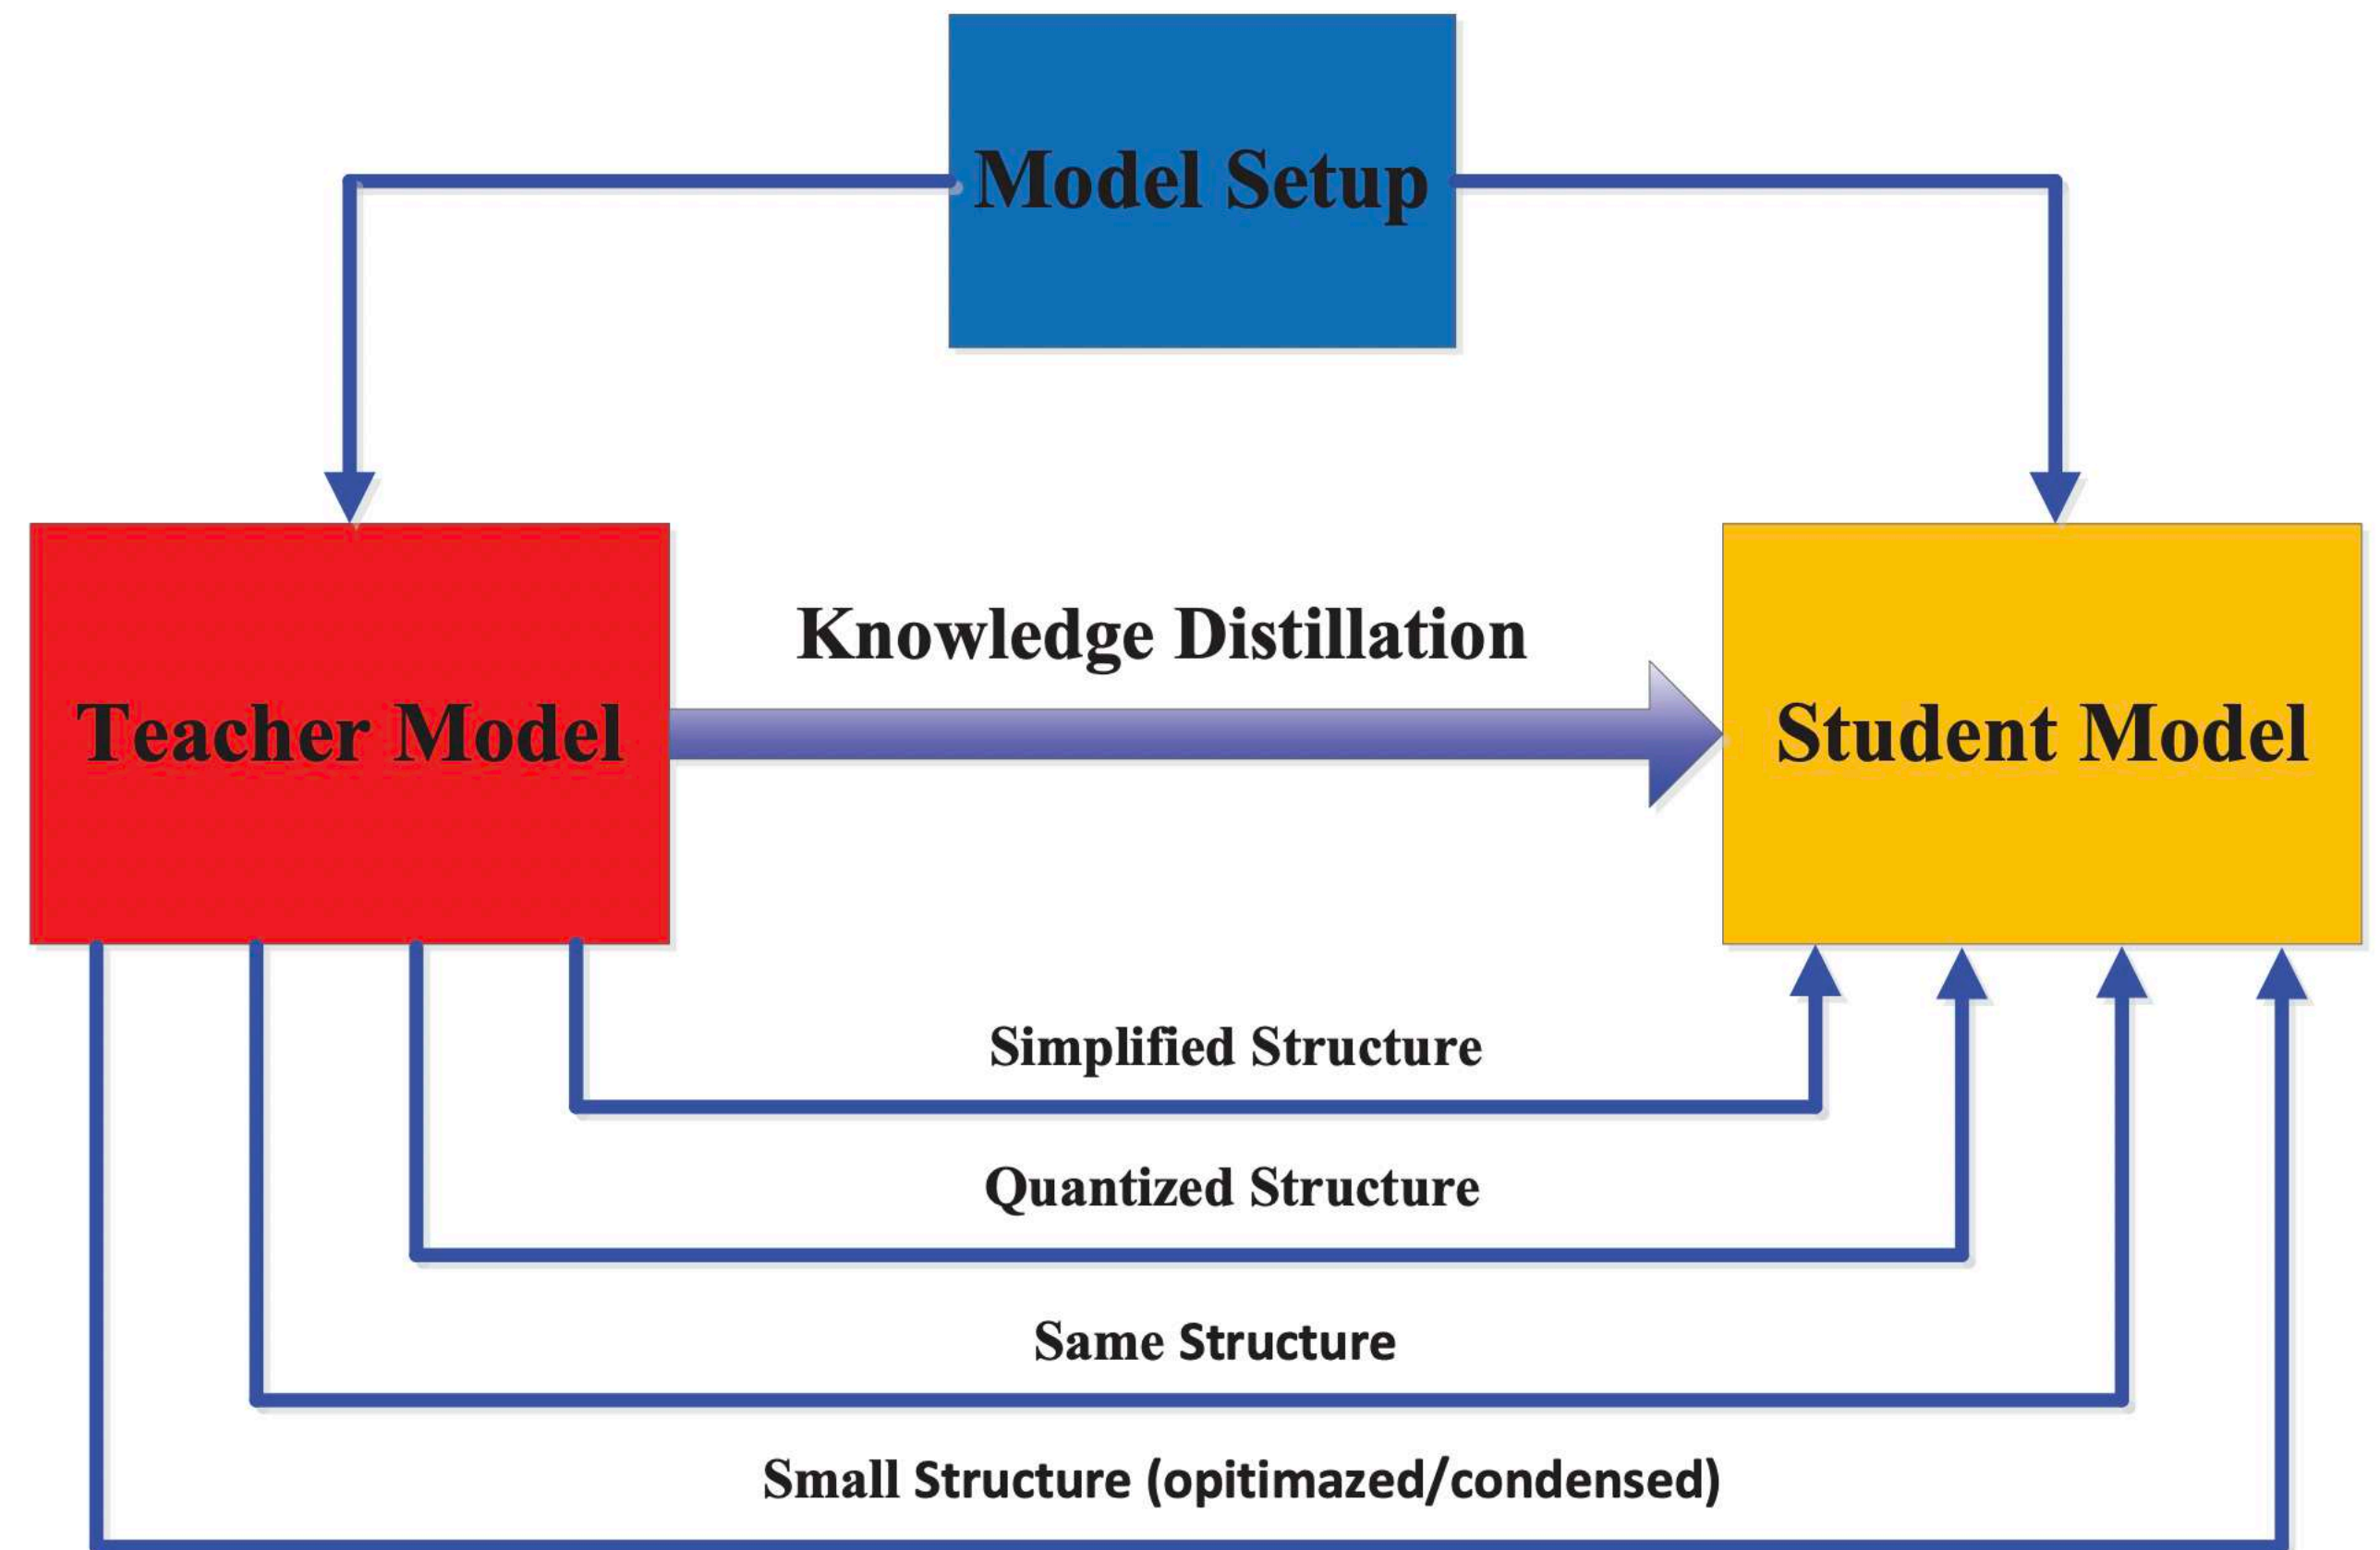 Model Setup
Knowledge Distillation
Teacher Model
Student Model
Simplified Structure
Quantized Structure
Same Structure
Small Structure (opitimazed/condensed)